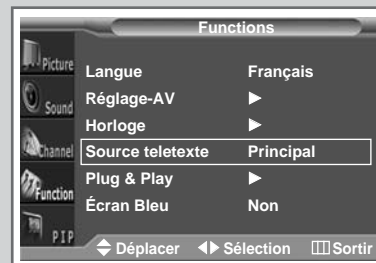 Functions
Picture
Sound
Channel
Function
PIP
Langue Français
Réglage-AV
Horloge
Source teletexte Principal
Plug & Play
Écran Bleu Non
Déplacer Sélection Sortir